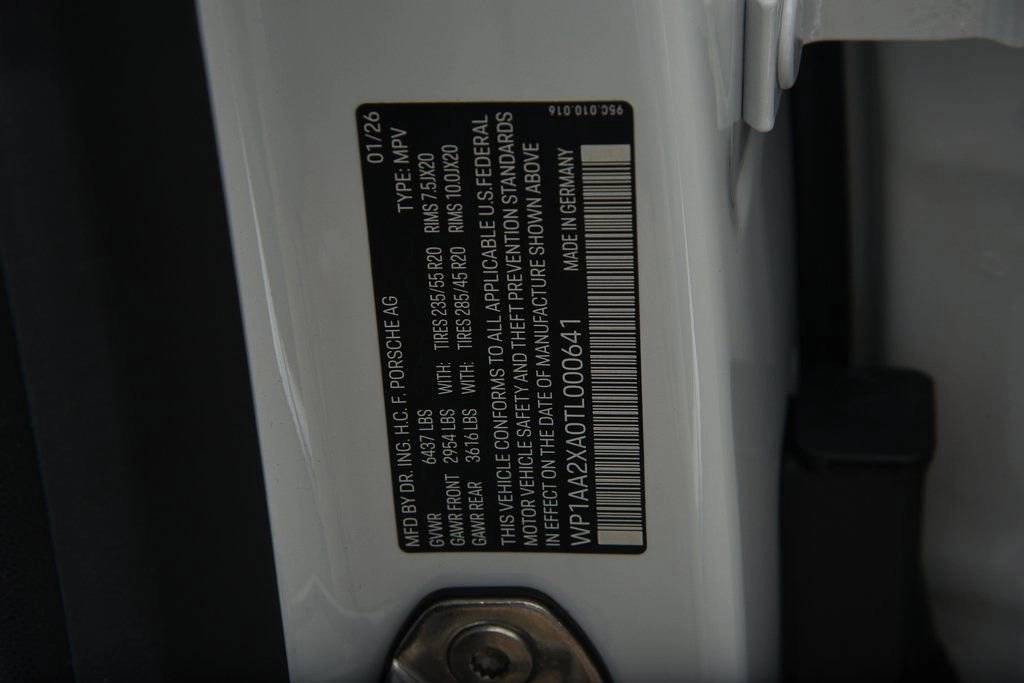 MFD BY DR. ING. H.C. F. PORSCHE AG 01/26
GVWR 6437 LBS TYPE: MPV
GAWR FRONT 2954 LBS WITH: TIRES 235/55 R20 RIMS 7.5JX20
GAWR REAR 3616 LBS WITH: TIRES 285/45 R20 RIMS 10.0JX20
THIS VEHICLE CONFORMS TO ALL APPLICABLE U.S. FEDERAL
MOTOR VEHICLE SAFETY AND THEFT PREVENTION STANDARDS
IN EFFECT ON THE DATE OF MANUFACTURE SHOWN ABOVE
WP1AA2XA0TL000641 MADE IN GERMANY
95C.010.016